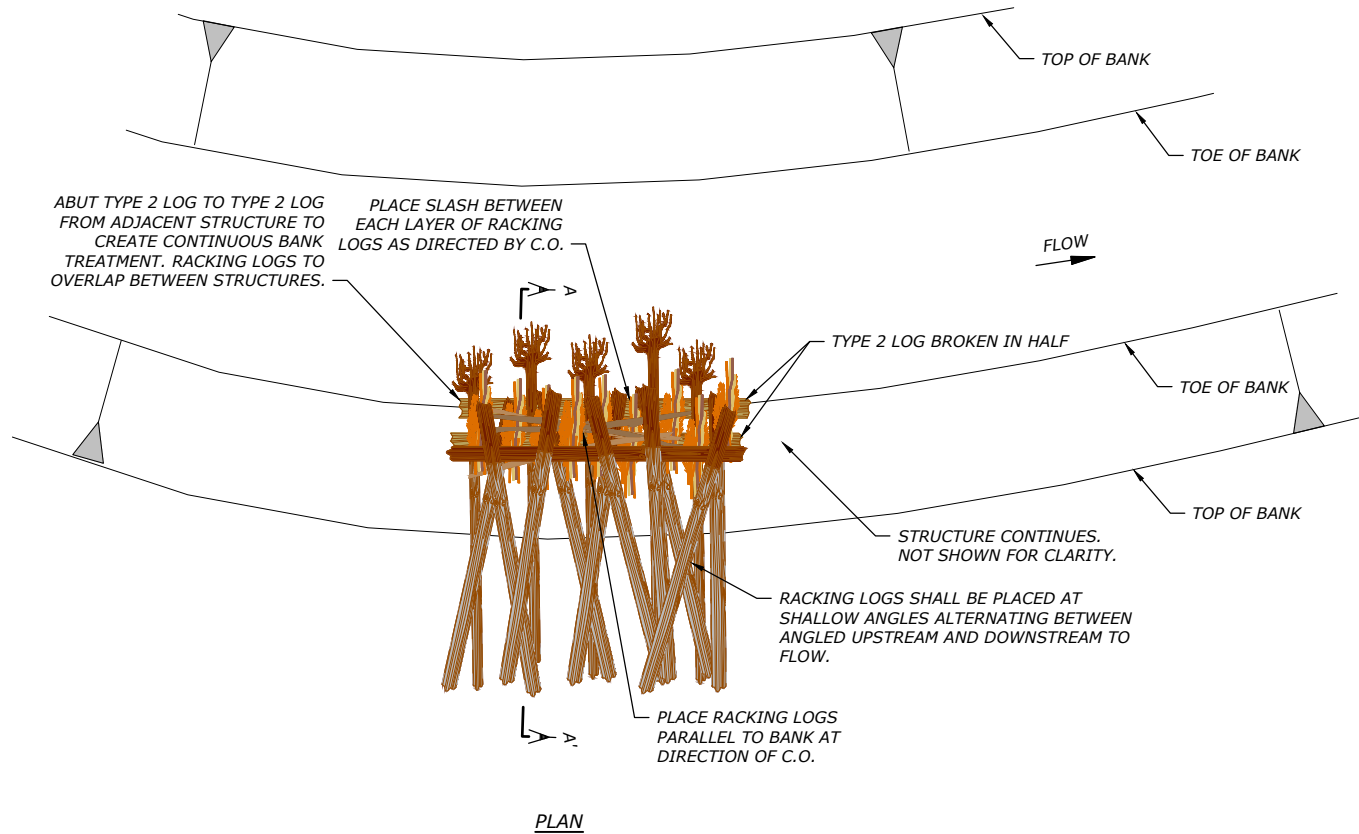 TOP OF BANK
TOE OF BANK
ABUT TYPE 2 LOG TO TYPE 2 LOG
FROM ADJACENT STRUCTURE TO
CREATE CONTINUOUS BANK
TREATMENT. RACKING LOGS TO
OVERLAP BETWEEN STRUCTURES.
PLACE SLASH BETWEEN
EACH LAYER OF RACKING
LOGS AS DIRECTED BY C.O.
FLOW
A
TYPE 2 LOG BROKEN IN HALF
TOE OF BANK
TOP OF BANK
STRUCTURE CONTINUES.
NOT SHOWN FOR CLARITY.
RACKING LOGS SHALL BE PLACED AT
SHALLOW ANGLES ALTERNATING BETWEEN
ANGLED UPSTREAM AND DOWNSTREAM TO
FLOW.
PLACE RACKING LOGS
PARALLEL TO BANK AT
DIRECTION OF C.O.
A'
PLAN